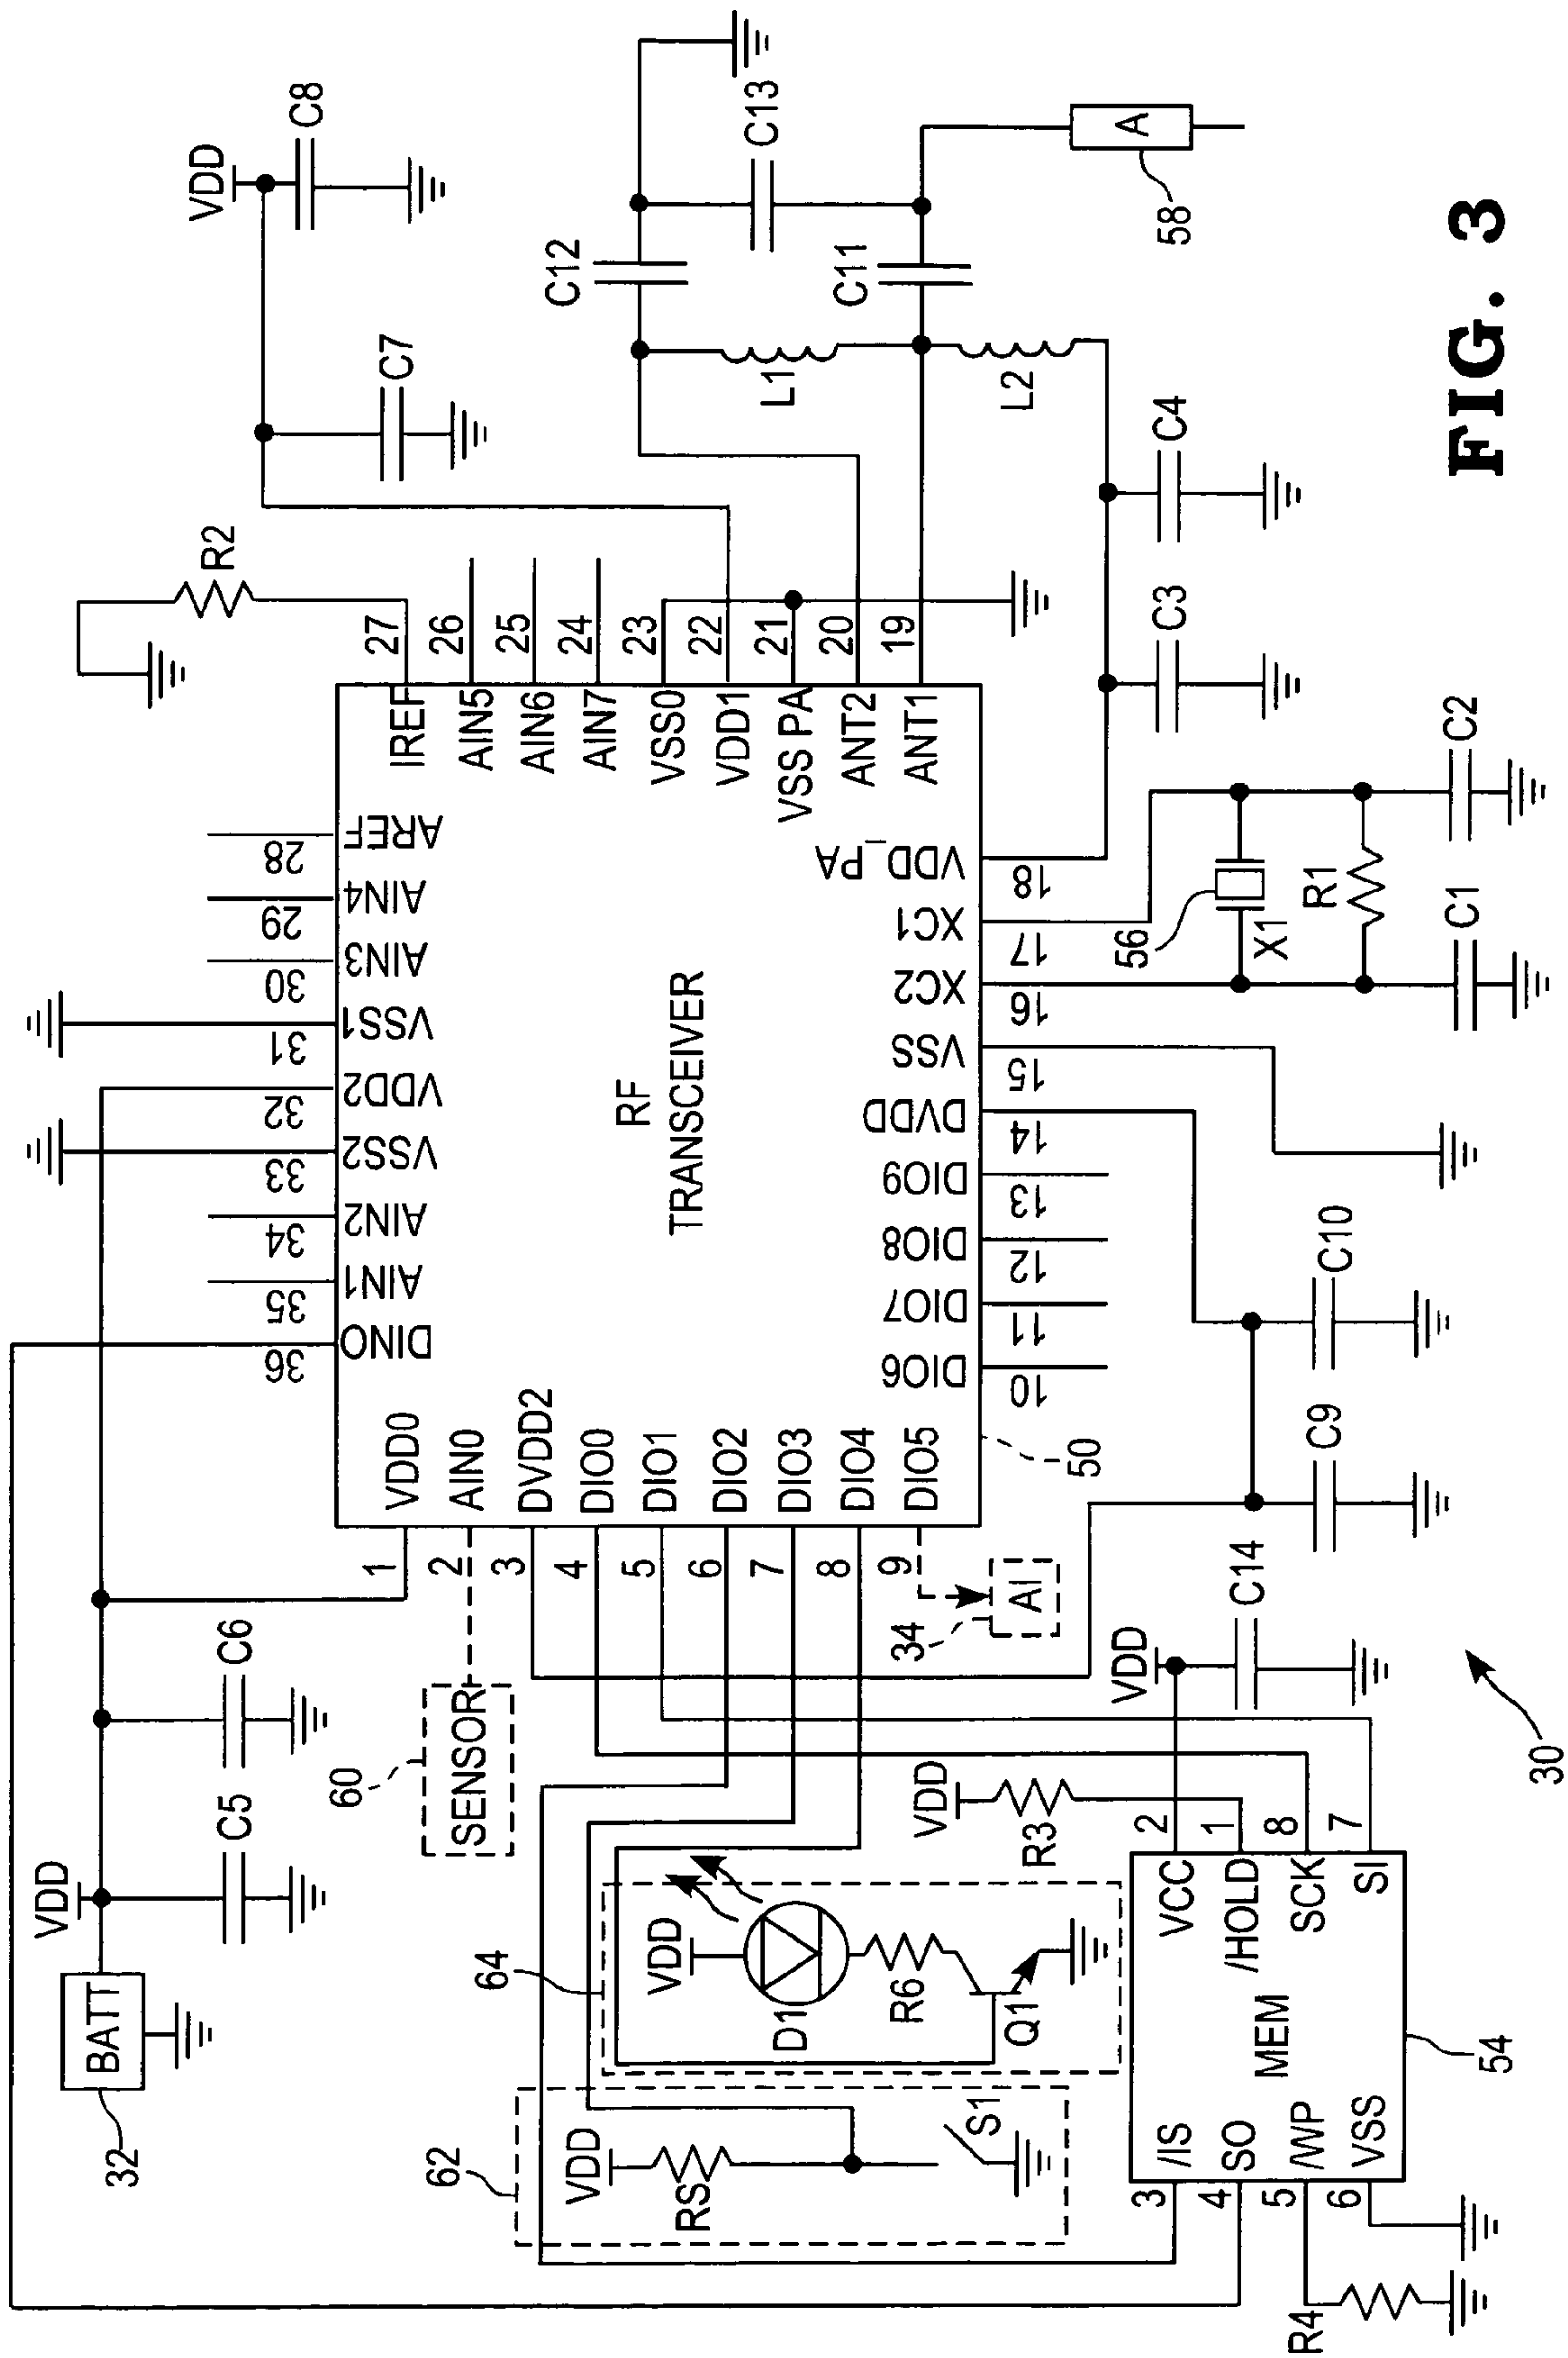 BATT
32
VDD
C5
C6
60
SENSOR
62
VDD
RS
S1
64
VDD
D1
R6
Q1
VDD
R3
VDD
C14
34
AI
MEM
3 /IS
4 SO
5 /WP
6 VSS
VCC 2
/HOLD 1
SCK 8
SI 7
R4
54
30
RF
TRANSCEIVER
50
1 VDD0
2 AIN0
3 DVDD2
4 DIO0
5 DIO1
6 DIO2
7 DIO3
8 DIO4
9 DIO5
10 DIO6
11 DIO7
12 DIO8
13 DIO9
14 DVDD
15 VSS
16 XC2
17 XC1
18 VDD_PA
19 ANT1
20 ANT2
21 VSS PA
22 VDD1
23 VSS0
24 AIN7
25 AIN6
26 AIN5
27 IREF
28 AREF
29 AIN4
30 AIN3
31 VSS1
32 VDD2
33 VSS2
34 AIN2
35 AIN1
36 DINO
C9
C10
56
X1
R1
C1
C2
C3
C4
R2
C7
VDD
C8
C12
C13
L1
C11
L2
A
58
FIG. 3